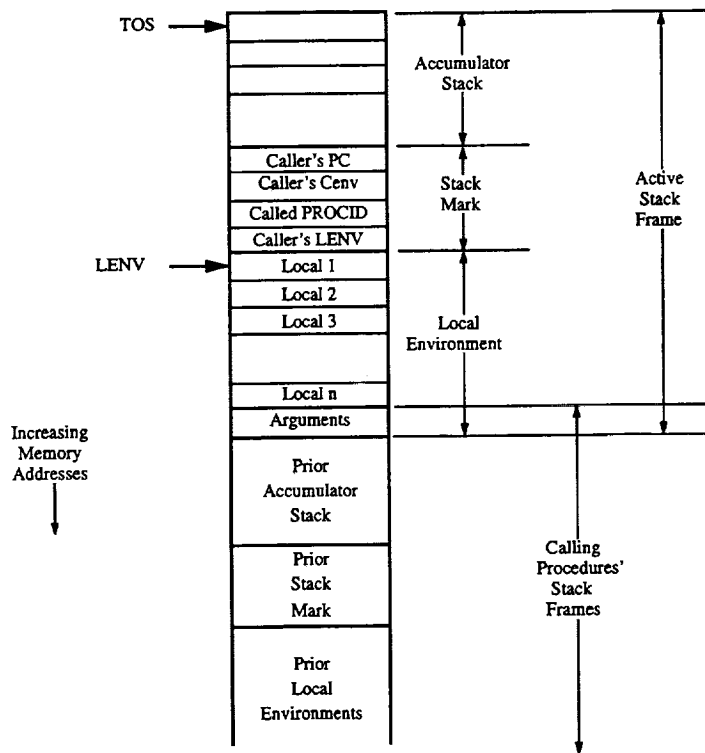 TOS
Accumulator
Stack
Caller's PC
Caller's Cenv
Called PROCID
Caller's LENV
Stack
Mark
Active
Stack
Frame
LENV
Local 1
Local 2
Local 3
Local n
Arguments
Local
Environment
Increasing
Memory
Addresses
Prior
Accumulator
Stack
Prior
Stack
Mark
Prior
Local
Environments
Calling
Procedures'
Stack
Frames